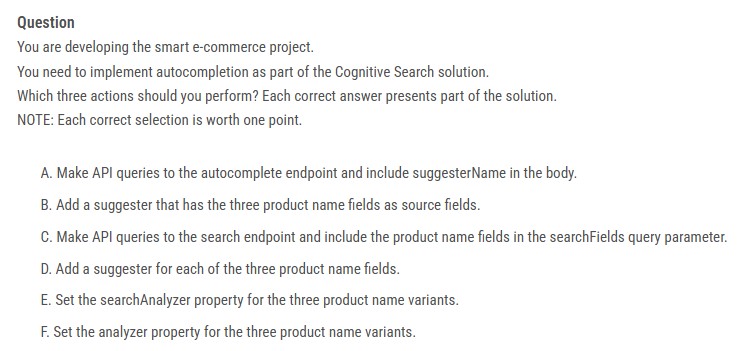 Question
You are developing the smart e-commerce project.
You need to implement autocompletion as part of the Cognitive Search solution.
Which three actions should you perform? Each correct answer presents part of the solution.
NOTE: Each correct selection is worth one point.
A. Make API queries to the autocomplete endpoint and include suggesterName in the body.
B. Add a suggester that has the three product name fields as source fields.
C. Make API queries to the search endpoint and include the product name fields in the searchFields query parameter.
D. Add a suggester for each of the three product name fields.
E. Set the searchAnalyzer property for the three product name variants.
F. Set the analyzer property for the three product name variants.